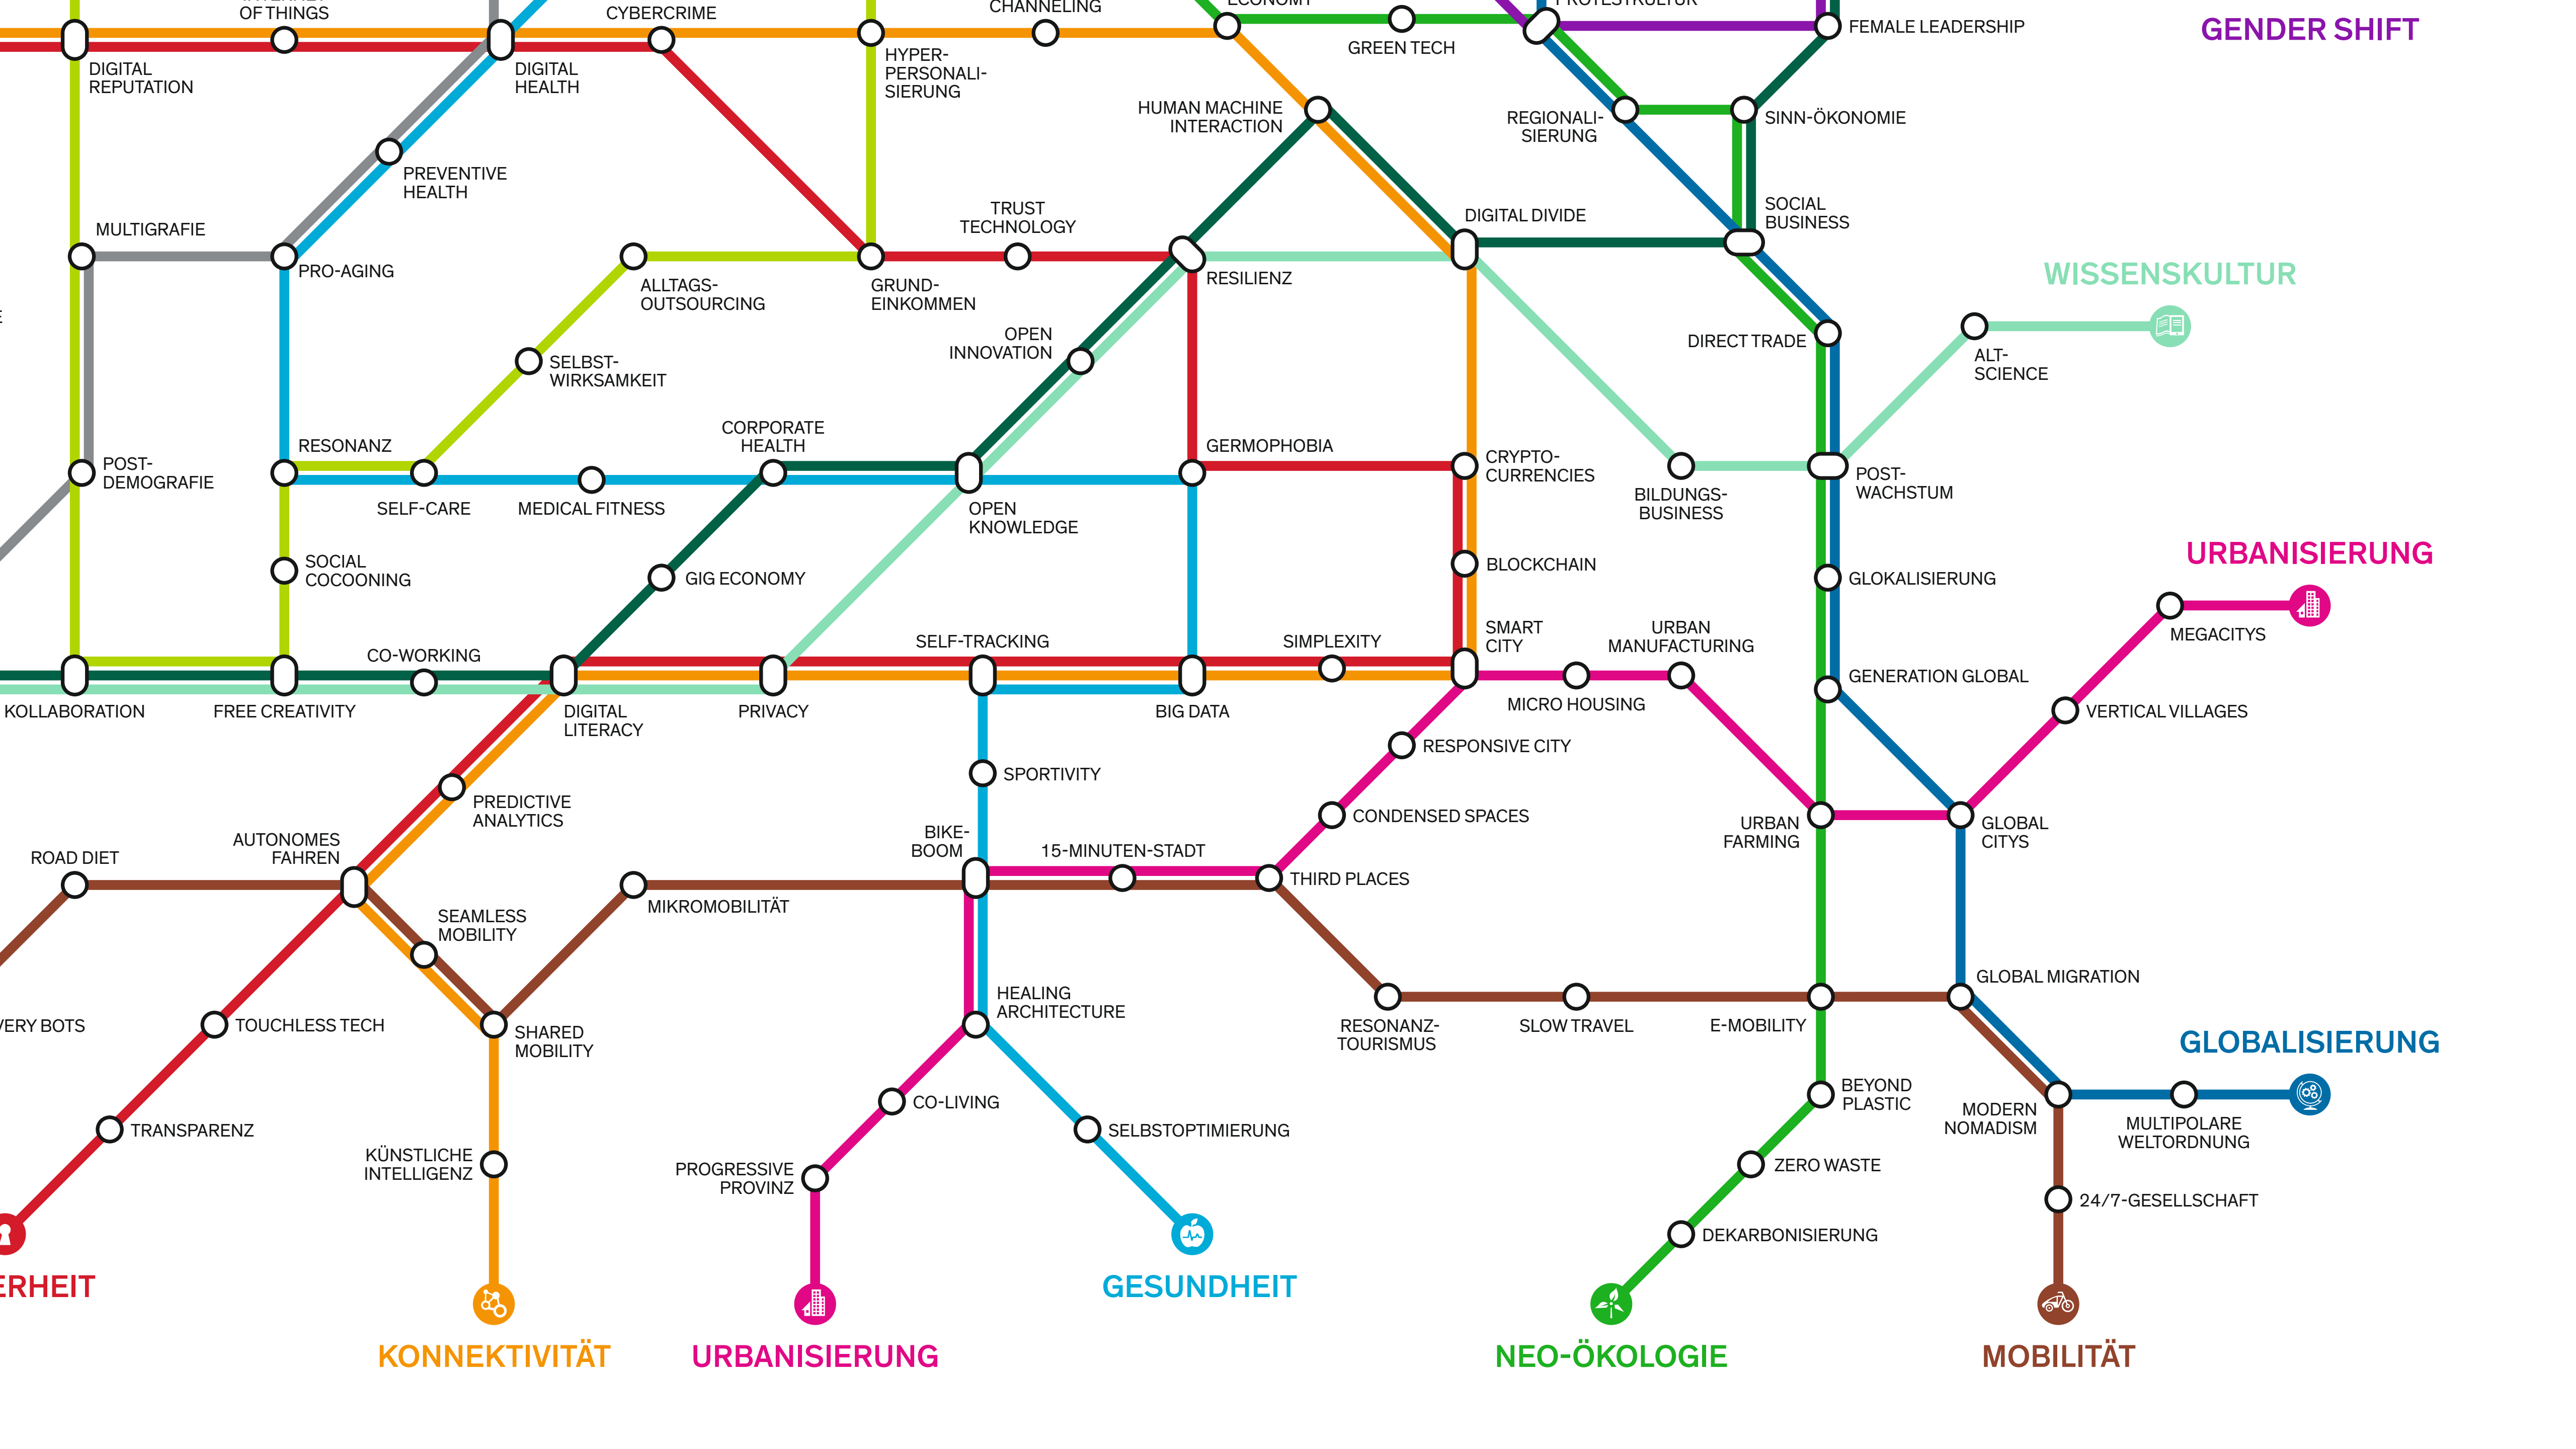 OF THINGS
CYBERCRIME
CHANNELING
GREEN TECH
FEMALE LEADERSHIP
GENDER SHIFT
DIGITAL
REPUTATION
DIGITAL
HEALTH
HYPER-
PERSONALI-
SIERUNG
HUMAN MACHINE
INTERACTION
REGIONALI-
SIERUNG
SINN-ÖKONOMIE
PREVENTIVE
HEALTH
MULTIGRAFIE
PRO-AGING
TRUST
TECHNOLOGY
DIGITAL DIVIDE
SOCIAL
BUSINESS
ALLTAGS-
OUTSOURCING
GRUND-
EINKOMMEN
RESILIENZ
WISSENSKULTUR
OPEN
INNOVATION
DIRECT TRADE
ALT-
SCIENCE
SELBST-
WIRKSAMKEIT
RESONANZ
CORPORATE
HEALTH
GERMOPHOBIA
CRYPTO-
CURRENCIES
POST-
DEMOGRAFIE
SELF-CARE
MEDICAL FITNESS
OPEN
KNOWLEDGE
BILDUNGS-
BUSINESS
POST-
WACHSTUM
SOCIAL
COCOONING
GIG ECONOMY
BLOCKCHAIN
GLOKALISIERUNG
URBANISIERUNG
MEGACITYS
CO-WORKING
SELF-TRACKING
SIMPLEXITY
SMART
CITY
URBAN
MANUFACTURING
GENERATION GLOBAL
KOLLABORATION
FREE CREATIVITY
DIGITAL
LITERACY
PRIVACY
BIG DATA
MICRO HOUSING
VERTICAL VILLAGES
RESPONSIVE CITY
SPORTIVITY
PREDICTIVE
ANALYTICS
CONDENSED SPACES
URBAN
FARMING
GLOBAL
CITYS
ROAD DIET
AUTONOMES
FAHREN
BIKE-
BOOM
15-MINUTEN-STADT
THIRD PLACES
MIKROMOBILITÄT
SEAMLESS
MOBILITY
HEALING
ARCHITECTURE
GLOBAL MIGRATION
VERY BOTS
TOUCHLESS TECH
SHARED
MOBILITY
RESONANZ-
TOURISMUS
SLOW TRAVEL
E-MOBILITY
GLOBALISIERUNG
CO-LIVING
BEYOND
PLASTIC
MODERN
NOMADISM
MULTIPOLARE
WELTORDNUNG
TRANSPARENZ
SELBSTOPTIMIERUNG
KÜNSTLICHE
INTELLIGENZ
PROGRESSIVE
PROVINZ
ZERO WASTE
24/7-GESELLSCHAFT
DEKARBONISIERUNG
ERHEIT
GESUNDHEIT
KONNEKTIVITÄT
URBANISIERUNG
NEO-ÖKOLOGIE
MOBILITÄT